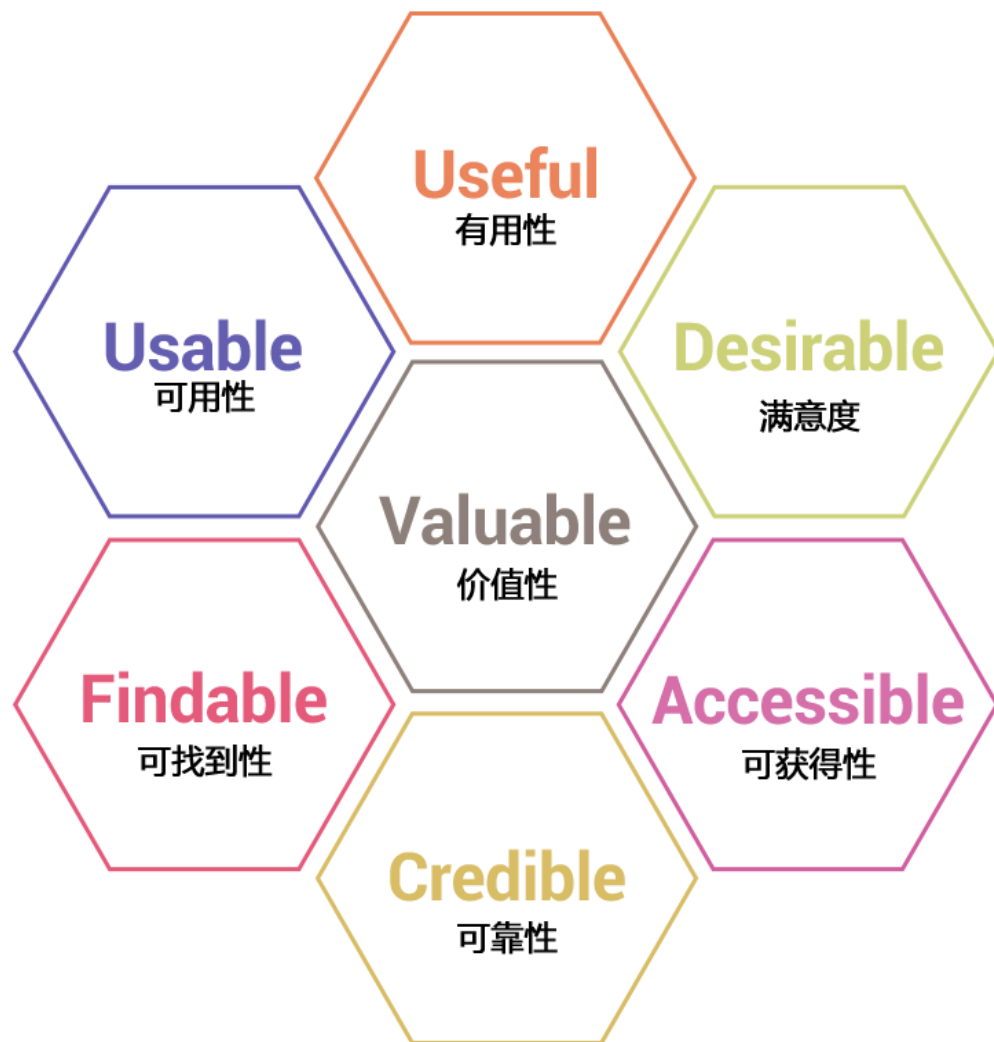 Useful
有用性
Usable
可用性
Desirable
满意度
Valuable
价值性
Findable
可找到性
Accessible
可获得性
Credible
可靠性